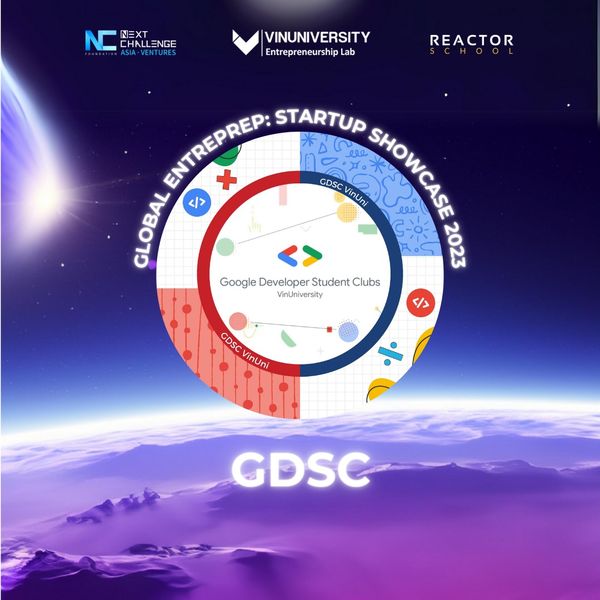 NC
FOUNDATION
NEXT
CHALLENGE
ASIA · VENTURES
VINUNIVERSITY
Entrepreneurship Lab
REACTOR
SCHOOL
GLOBAL ENTREPREP: STARTUP SHOWCASE 2023
GDSC VinUni
</>
Google Developer Student Clubs
VinUniversity
</>
GDSC VinUni
GDSC